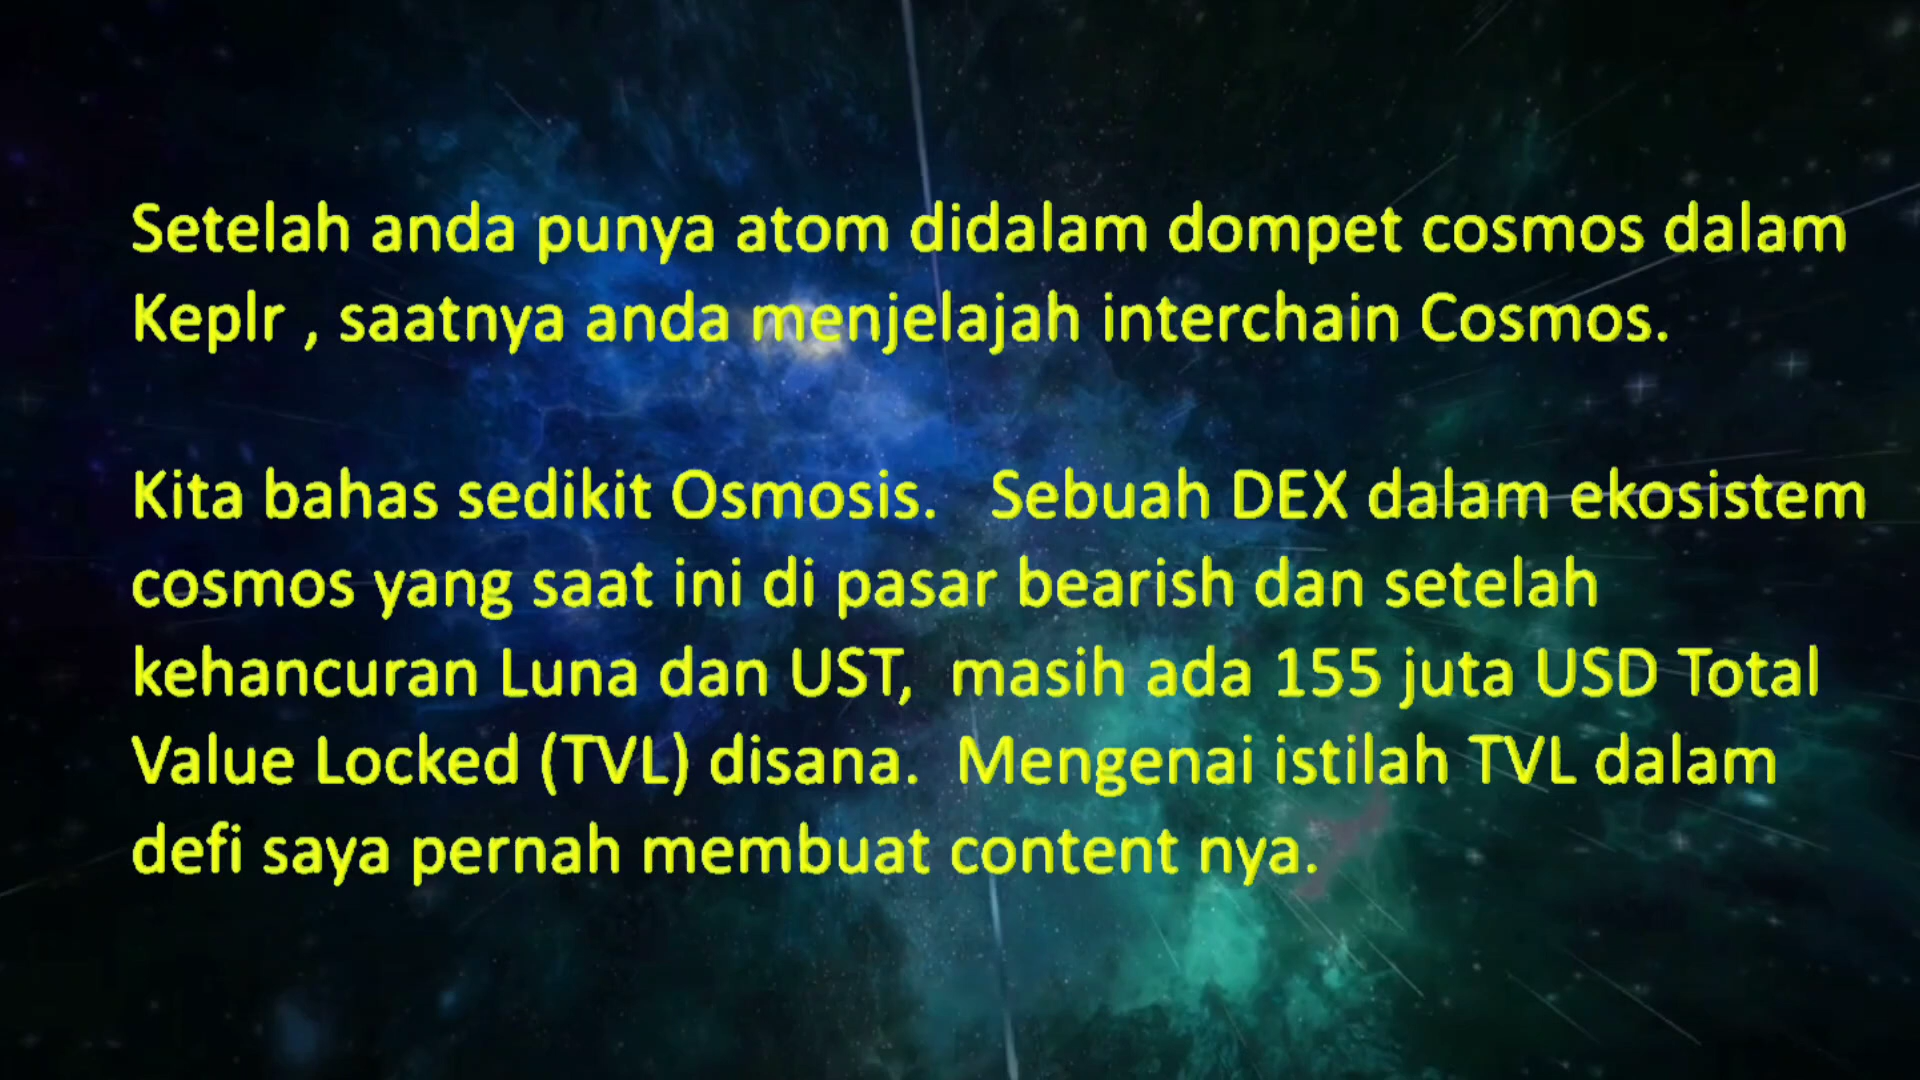 Setelah anda punya atom didalam dompet cosmos dalam
Keplr , saatnya anda menjelajah interchain Cosmos.
Kita bahas sedikit Osmosis.   Sebuah DEX dalam ekosistem
cosmos yang saat ini di pasar bearish dan setelah
kehancuran Luna dan UST,  masih ada 155 juta USD Total
Value Locked (TVL) disana.  Mengenai istilah TVL dalam
defi saya pernah membuat content nya.